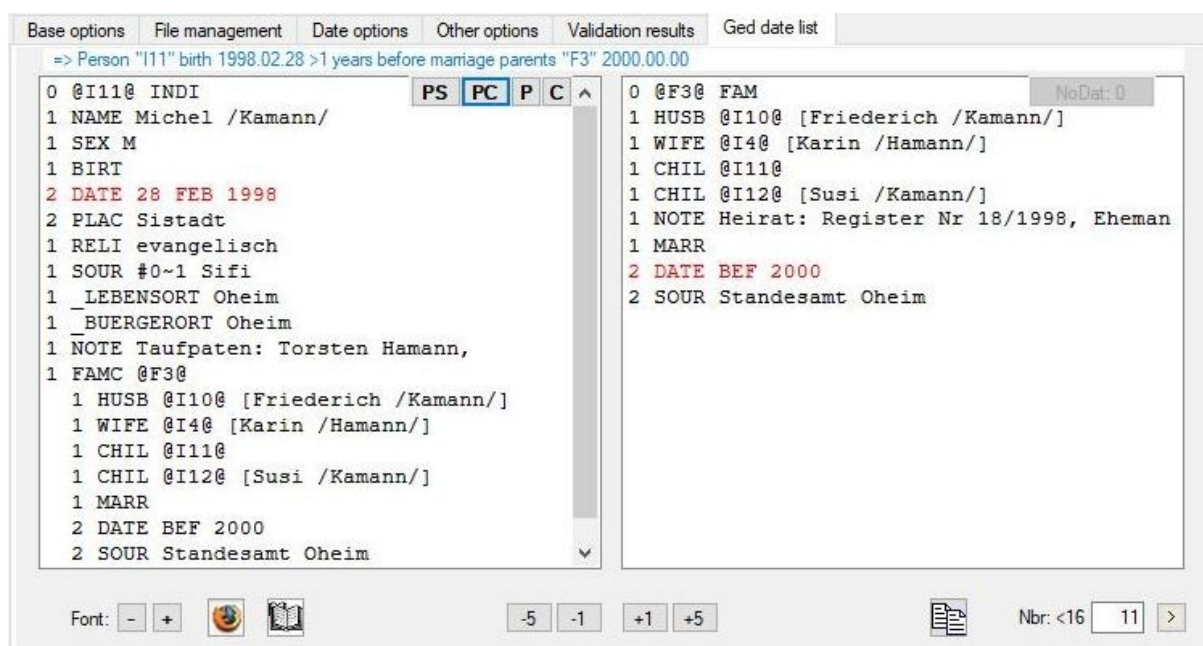 Base options File management Date options Other options Validation results Ged date list
=> Person "I11" birth 1998.02.28 >1 years before marriage parents "F3" 2000.00.00
PS PC P C
0 @I11@ INDI
1 NAME Michel /Kamann/
1 SEX M
1 BIRT
2 DATE 28 FEB 1998
2 PLAC Sistadt
1 RELI evangelisch
1 SOUR #0~1 Sifi
1 _LEBENSORT Oheim
1 _BUERGERORT Oheim
1 NOTE Taufpaten: Torsten Hamann,
1 FAMC @F3@
1 HUSB @I10@ [Friederich /Kamann/]
1 WIFE @I4@ [Karin /Hamann/]
1 CHIL @I11@
1 CHIL @I12@ [Susi /Kamann/]
1 MARR
2 DATE BEF 2000
2 SOUR Standesamt Oheim
NoDat: 0
0 @F3@ FAM
1 HUSB @I10@ [Friederich /Kamann/]
1 WIFE @I4@ [Karin /Hamann/]
1 CHIL @I11@
1 CHIL @I12@ [Susi /Kamann/]
1 NOTE Heirat: Register Nr 18/1998, Eheman
1 MARR
2 DATE BEF 2000
2 SOUR Standesamt Oheim
Font: - + -5 -1 +1 +5 Nbr: <16 11 >